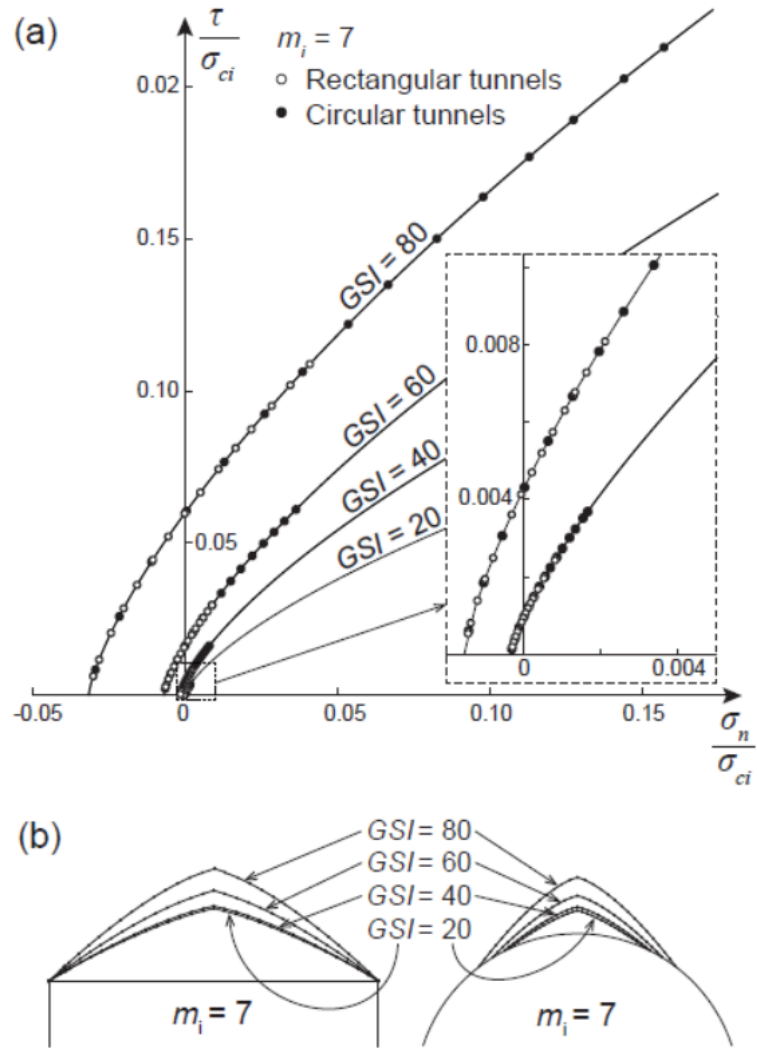 (a)
τ
σci
mi = 7
Rectangular tunnels
Circular tunnels
0.02
0.15
0.10
0.05
GSI = 80
GSI = 60
GSI = 40
GSI = 20
0.008
0.004
0
0.004
-0.05
0
0.05
0.10
0.15
σn
σci
(b)
GSI = 80
GSI = 60
GSI = 40
GSI = 20
mi = 7
mi = 7